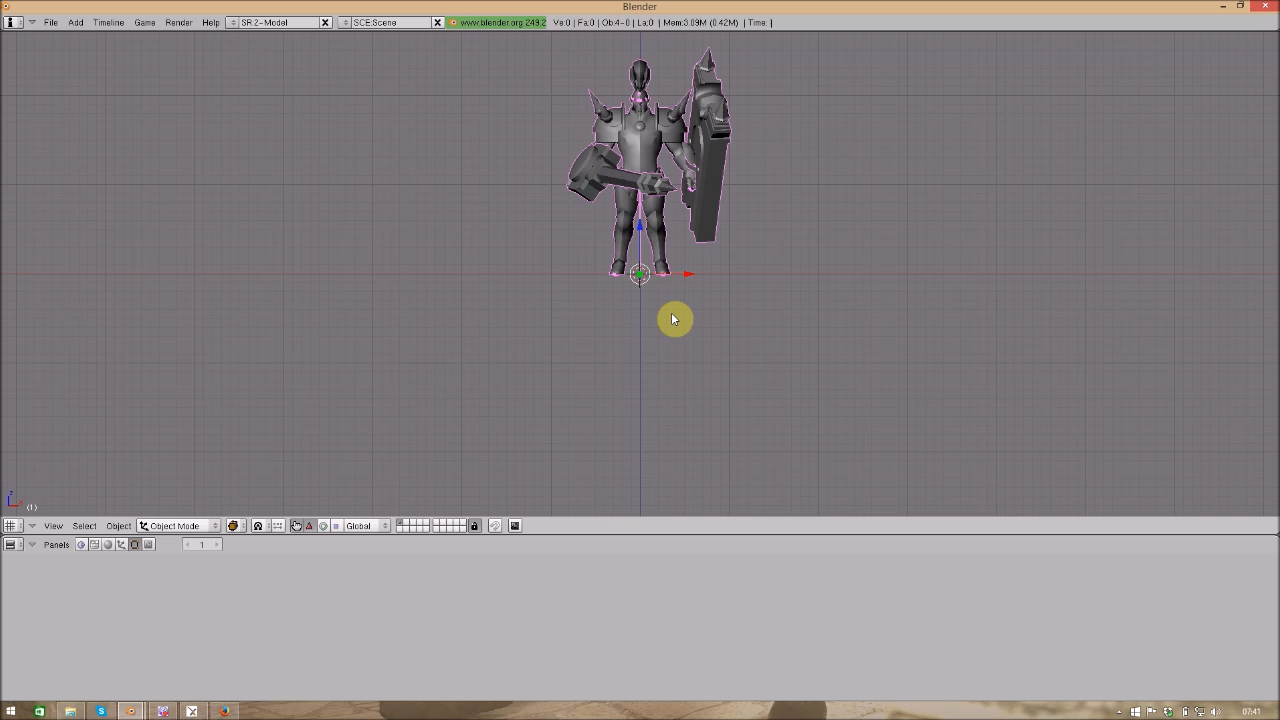 Blender
File Add Timeline Game Render Help SR:2-Model SCE:Scene www.blender.org 249.2 Ve:0 | Fa:0 | Ob:4-0 | La:0 | Mem:3.09M (0.42M) | Time: |
z
x
(1)
View Select Object Object Mode Global
Panels 1
07:41